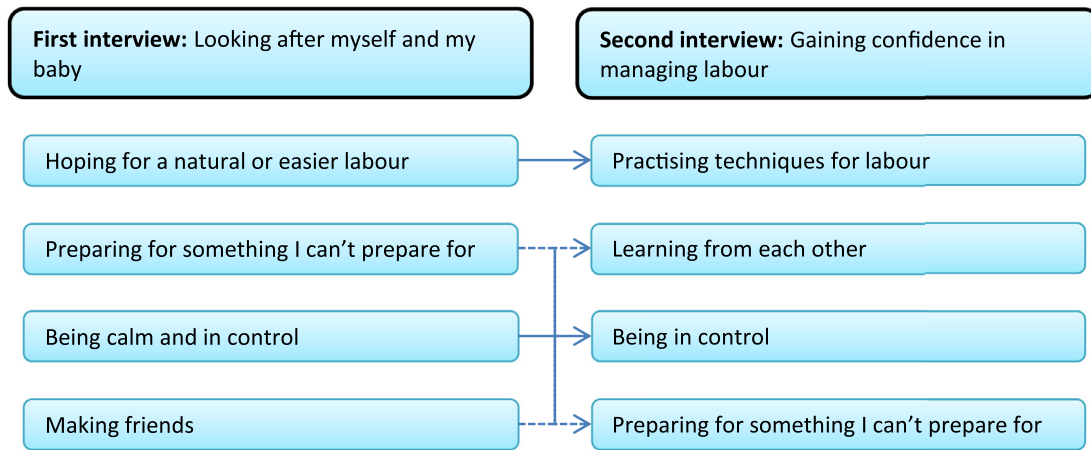 First interview: Looking after myself and my
baby
Second interview: Gaining confidence in
managing labour
Hoping for a natural or easier labour
Practising techniques for labour
Preparing for something I can’t prepare for
Learning from each other
Being calm and in control
Being in control
Making friends
Preparing for something I can’t prepare for